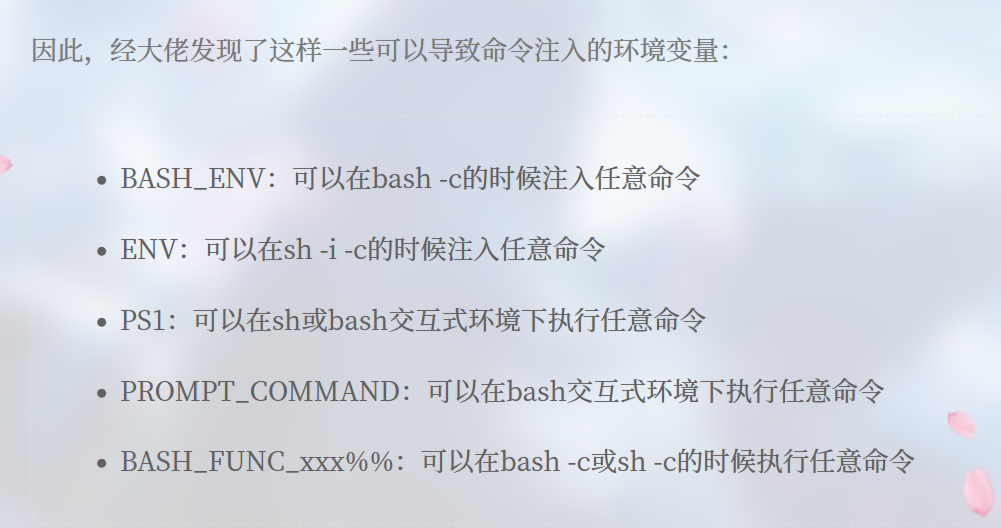 因此，经大佬发现了这样一些可以导致命令注入的环境变量：
BASH_ENV：可以在bash -c的时候注入任意命令
ENV：可以在sh -i -c的时候注入任意命令
PS1：可以在sh或bash交互式环境下执行任意命令
PROMPT_COMMAND：可以在bash交互式环境下执行任意命令
BASH_FUNC_xxx%%：可以在bash -c或sh -c的时候执行任意命令